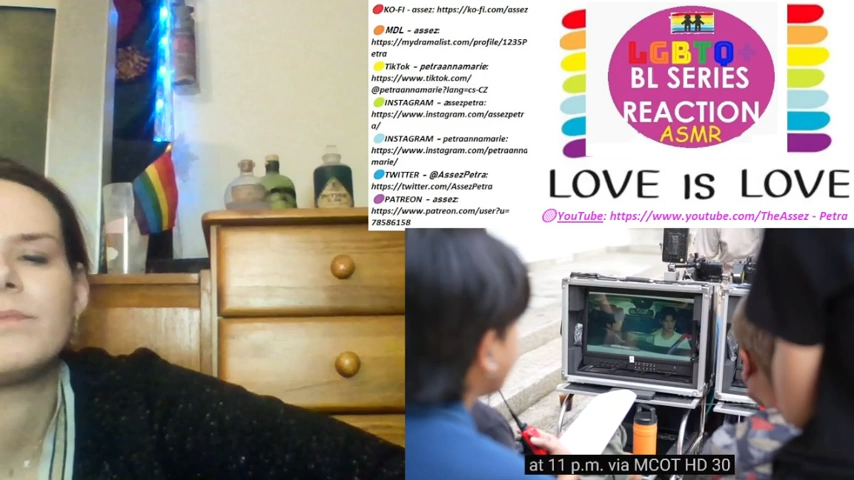 KO-FI - assez: https://ko-fi.com/assez
MDL - assez:
https://mydramalist.com/profile/1235P
etra
TikTok - petraannamarie:
https://www.tiktok.com/
@petraannamarie?lang=cs-CZ
INSTAGRAM - assezpetra:
https://www.instagram.com/assezpetr
a/
INSTAGRAM - petraannamarie:
https://www.instagram.com/petraanna
marie/
TWITTER - @AssezPetra:
https://twitter.com/AssezPetra
PATREON - assez:
https://www.patreon.com/user?u=
78586158
LGBTQ+
BL SERIES
REACTION
ASMR
LOVE IS LOVE
YouTube: https://www.youtube.com/TheAssez - Petra
at 11 p.m. via MCOT HD 30